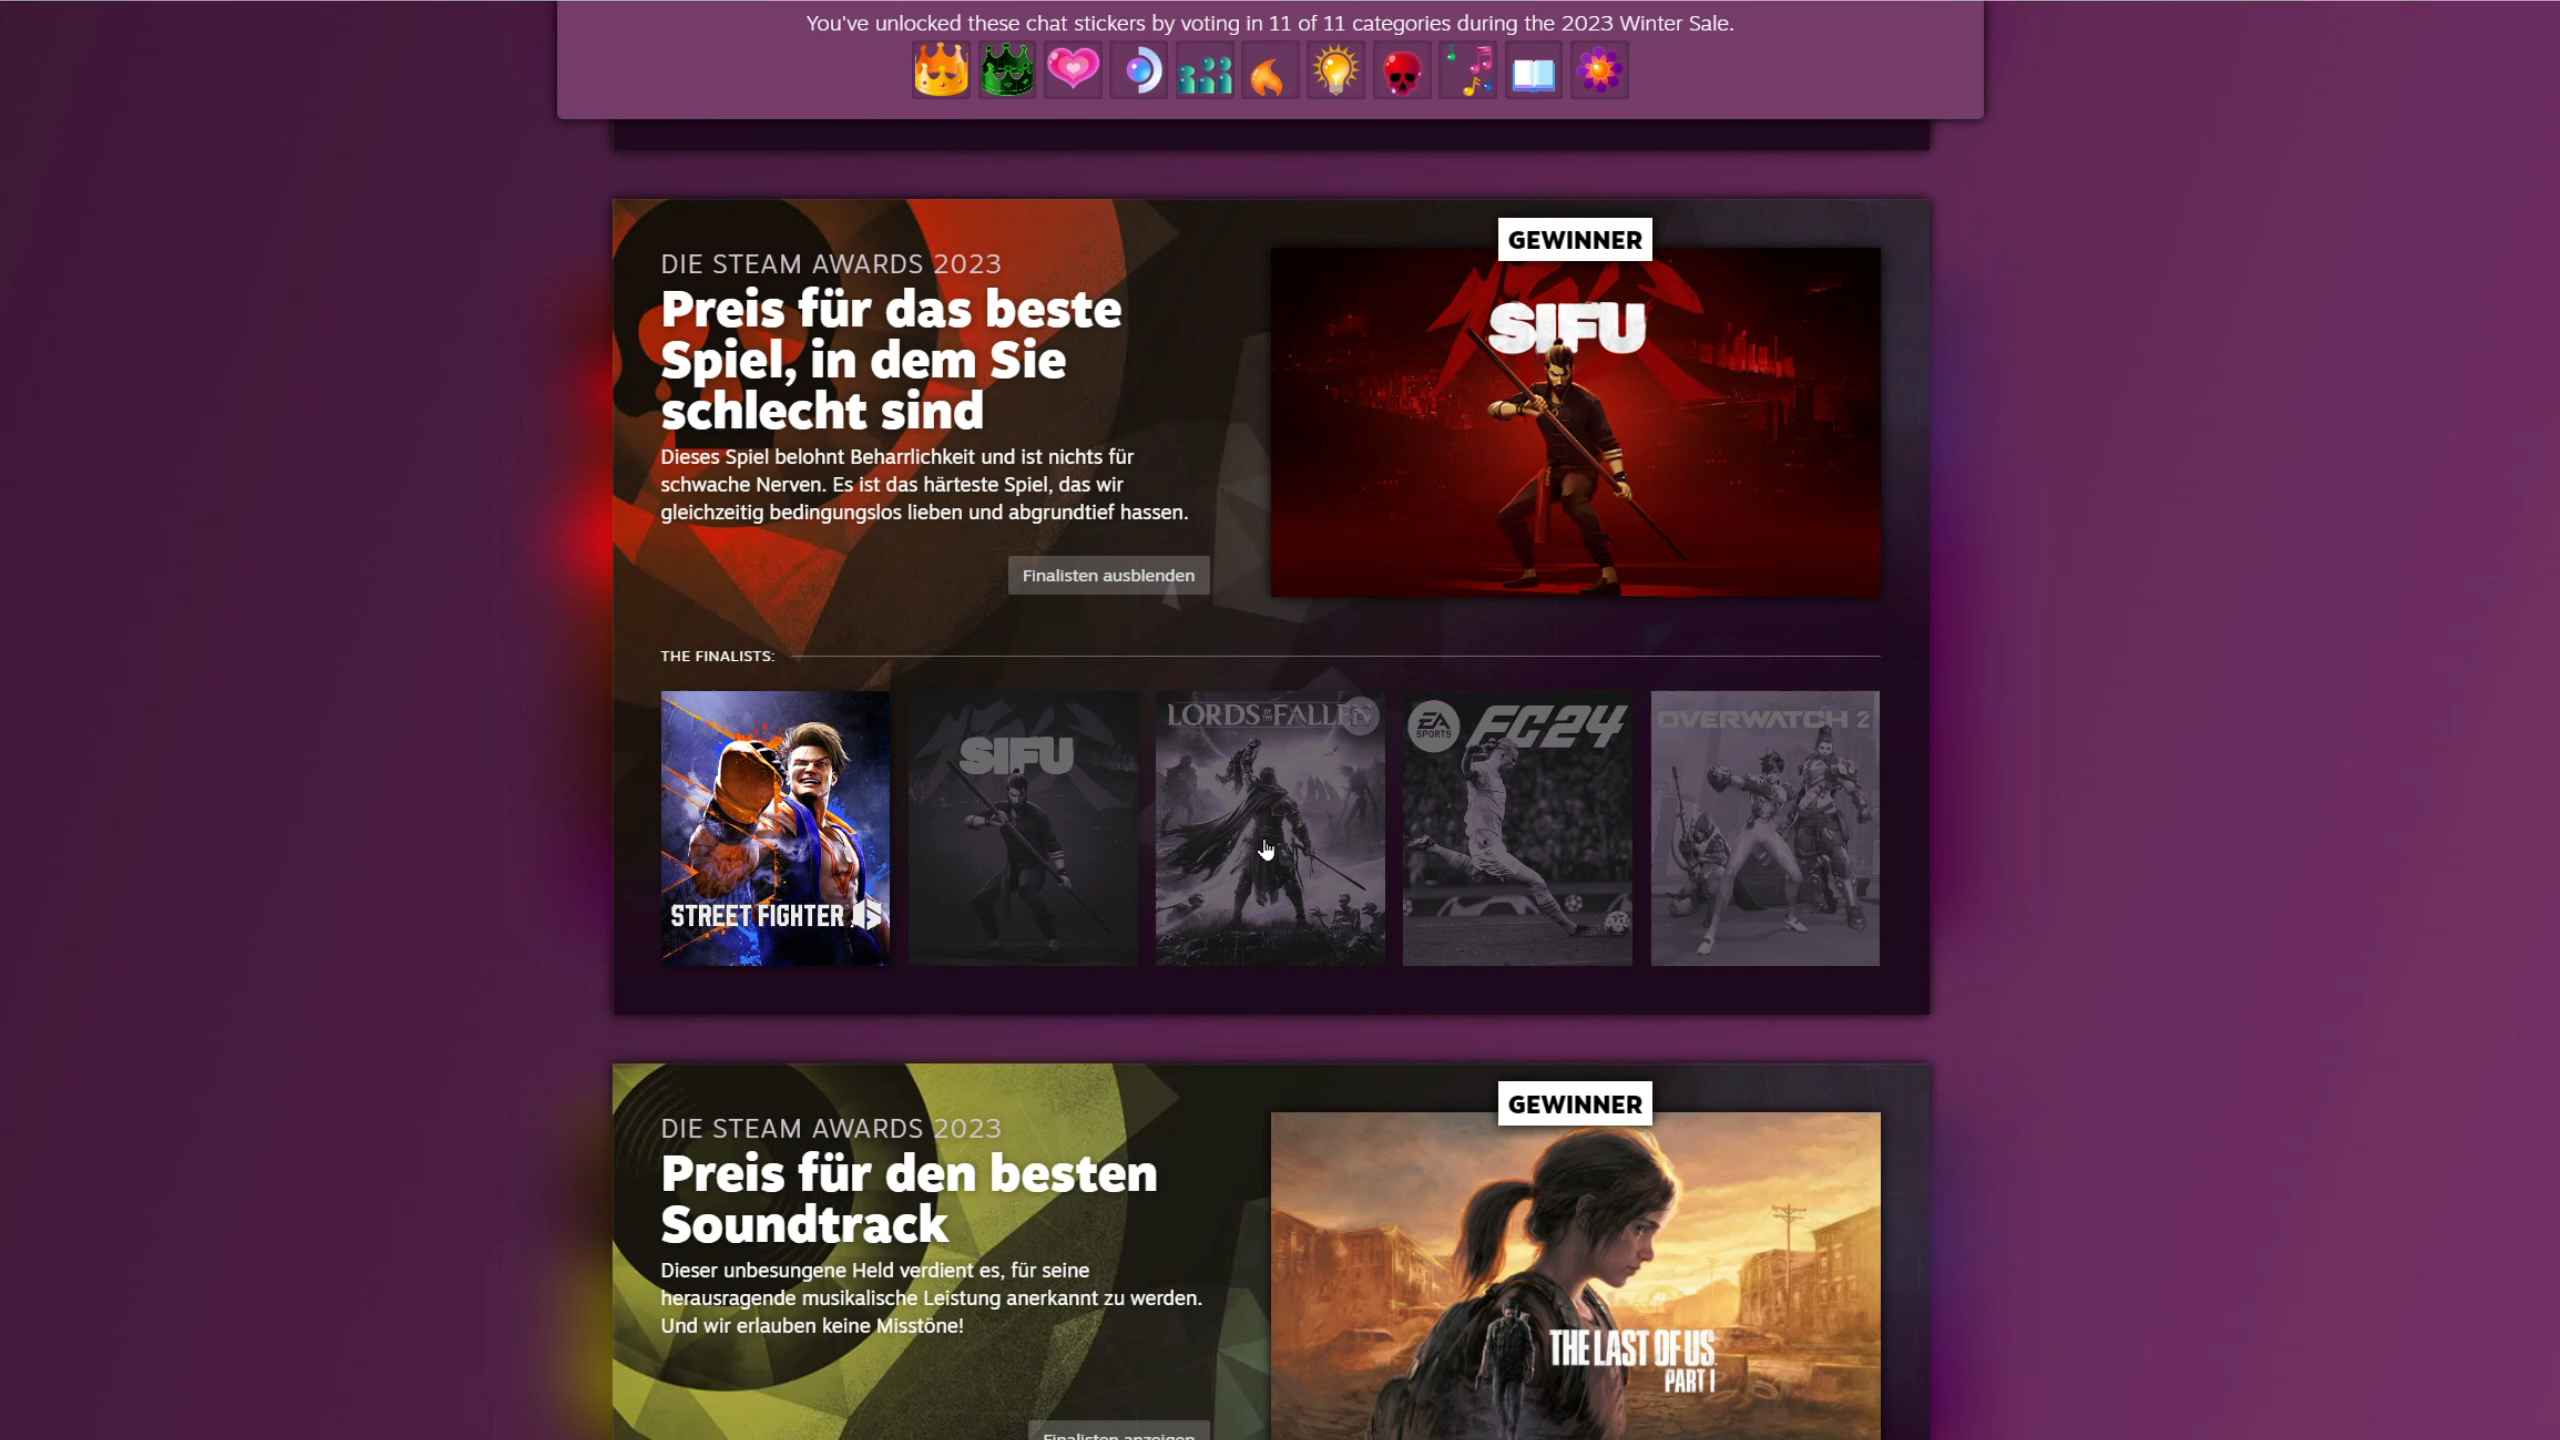 You've unlocked these chat stickers by voting in 11 of 11 categories during the 2023 Winter Sale.
DIE STEAM AWARDS 2023
Preis für das beste
Spiel, in dem Sie
schlecht sind
Dieses Spiel belohnt Beharrlichkeit und ist nichts für
schwache Nerven. Es ist das härteste Spiel, das wir
gleichzeitig bedingungslos lieben und abgrundtief hassen.
Finalisten ausblenden
GEWINNER
SIFU
THE FINALISTS:
STREET FIGHTER 6
SIFU
LORDS OF THE FALLEN
EA SPORTS FC24
OVERWATCH 2
DIE STEAM AWARDS 2023
Preis für den besten
Soundtrack
Dieser unbesungene Held verdient es, für seine
herausragende musikalische Leistung anerkannt zu werden.
Und wir erlauben keine Misstöne!
Finalisten anzeigen
GEWINNER
THE LAST OF US
PART I